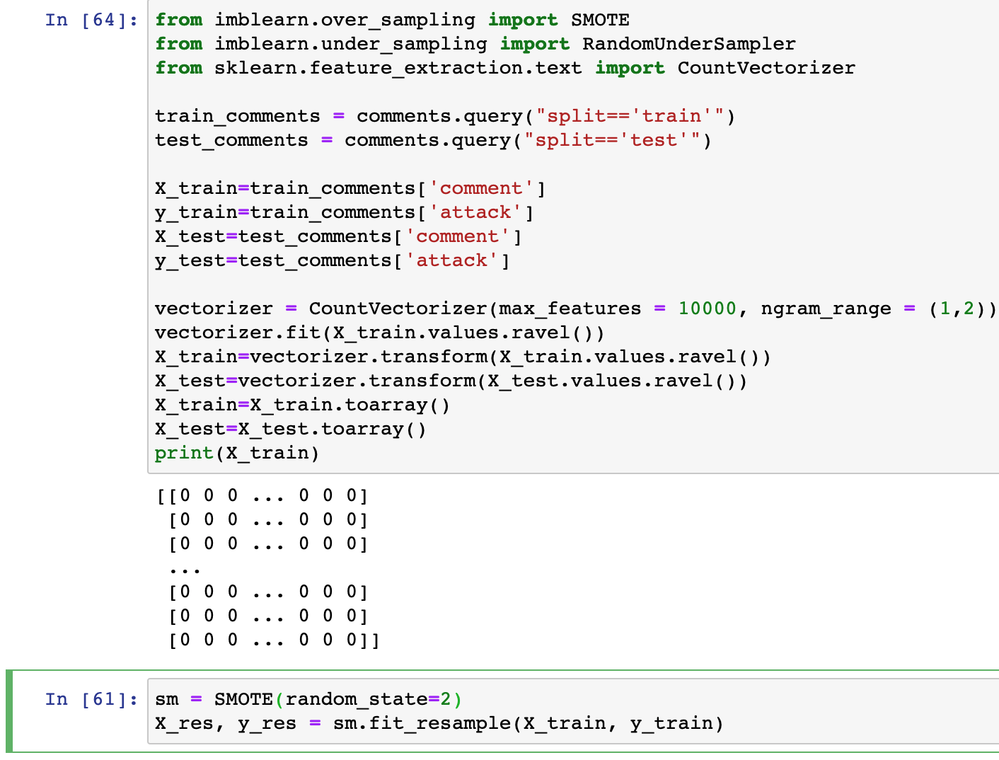 In [64]: from imblearn.over_sampling import SMOTE
from imblearn.under_sampling import RandomUnderSampler
from sklearn.feature_extraction.text import CountVectorizer
train_comments = comments.query("split=='train'")
test_comments = comments.query("split=='test'")
X_train=train_comments['comment']
y_train=train_comments['attack']
X_test=test_comments['comment']
y_test=test_comments['attack']
vectorizer = CountVectorizer(max_features = 10000, ngram_range = (1,2))
vectorizer.fit(X_train.values.ravel())
X_train=vectorizer.transform(X_train.values.ravel())
X_test=vectorizer.transform(X_test.values.ravel())
X_train=X_train.toarray()
X_test=X_test.toarray()
print(X_train)
[[0 0 0 ... 0 0 0]
[0 0 0 ... 0 0 0]
[0 0 0 ... 0 0 0]
...
[0 0 0 ... 0 0 0]
[0 0 0 ... 0 0 0]
[0 0 0 ... 0 0 0]]
In [61]: sm = SMOTE(random_state=2)
X_res, y_res = sm.fit_resample(X_train, y_train)